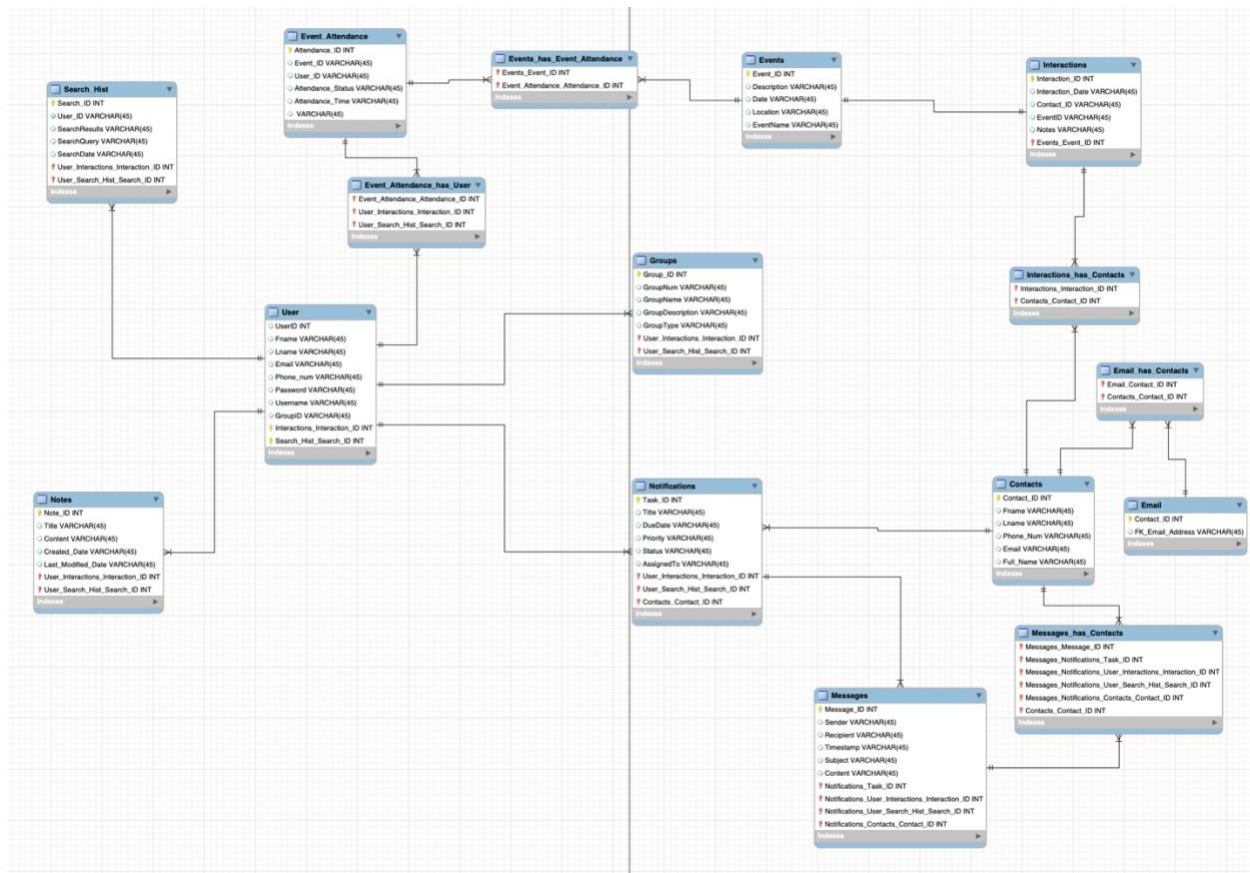 Event_Attendance
Attendance_ID INT
Event_ID VARCHAR(45)
User_ID VARCHAR(45)
Attendance_Status VARCHAR(45)
Attendance_Time VARCHAR(45)
VARCHAR(45)
Indexes
Events_has_Event_Attendance
Events_Event_ID INT
Event_Attendance_Attendance_ID INT
Indexes
Events
Event_ID INT
Description VARCHAR(45)
Date VARCHAR(45)
Location VARCHAR(45)
EventName VARCHAR(45)
Indexes
Interactions
Interaction_ID INT
Interaction_Date VARCHAR(45)
Contact_ID VARCHAR(45)
EventID VARCHAR(45)
Notes VARCHAR(45)
Events_Event_ID INT
Indexes
Search_Hist
Search_ID INT
User_ID VARCHAR(45)
SearchResults VARCHAR(45)
SearchQuery VARCHAR(45)
SearchDate VARCHAR(45)
User_Interactions_Interaction_ID INT
User_Search_Hist_Search_ID INT
Indexes
Event_Attendance_has_User
Event_Attendance_Attendance_ID INT
User_Interactions_Interaction_ID INT
User_Search_Hist_Search_ID INT
Indexes
Groups
Group_ID INT
GroupNum VARCHAR(45)
GroupName VARCHAR(45)
GroupDescription VARCHAR(45)
GroupType VARCHAR(45)
User_Interactions_Interaction_ID INT
User_Search_Hist_Search_ID INT
Indexes
Interactions_has_Contacts
Interactions_Interaction_ID INT
Contacts_Contact_ID INT
Indexes
User
UserID INT
Fname VARCHAR(45)
Lname VARCHAR(45)
Email VARCHAR(45)
Phone_num VARCHAR(45)
Password VARCHAR(45)
Username VARCHAR(45)
GroupID VARCHAR(45)
Interactions_Interaction_ID INT
Search_Hist_Search_ID INT
Indexes
Email_has_Contacts
Email_Contact_ID INT
Contacts_Contact_ID INT
Indexes
Notes
Note_ID INT
Title VARCHAR(45)
Content VARCHAR(45)
Created_Date VARCHAR(45)
Last_Modified_Date VARCHAR(45)
User_Interactions_Interaction_ID INT
User_Search_Hist_Search_ID INT
Indexes
Notifications
Task_ID INT
Title VARCHAR(45)
DueDate VARCHAR(45)
Priority VARCHAR(45)
Status VARCHAR(45)
AssignedTo VARCHAR(45)
User_Interactions_Interaction_ID INT
User_Search_Hist_Search_ID INT
Contacts_Contact_ID INT
Indexes
Contacts
Contact_ID INT
Fname VARCHAR(45)
Lname VARCHAR(45)
Phone_Num VARCHAR(45)
Email VARCHAR(45)
Full_Name VARCHAR(45)
Indexes
Email
Contact_ID INT
FK_Email_Address VARCHAR(45)
Indexes
Messages_has_Contacts
Messages_Message_ID INT
Messages_Notifications_Task_ID INT
Messages_Notifications_User_Interactions_Interaction_ID INT
Messages_Notifications_User_Search_Hist_Search_ID INT
Messages_Notifications_Contacts_Contact_ID INT
Contacts_Contact_ID INT
Indexes
Messages
Message_ID INT
Sender VARCHAR(45)
Recipient VARCHAR(45)
Timestamp VARCHAR(45)
Subject VARCHAR(45)
Content VARCHAR(45)
Notifications_Task_ID INT
Notifications_User_Interactions_Interaction_ID INT
Notifications_User_Search_Hist_Search_ID INT
Notifications_Contacts_Contact_ID INT
Indexes